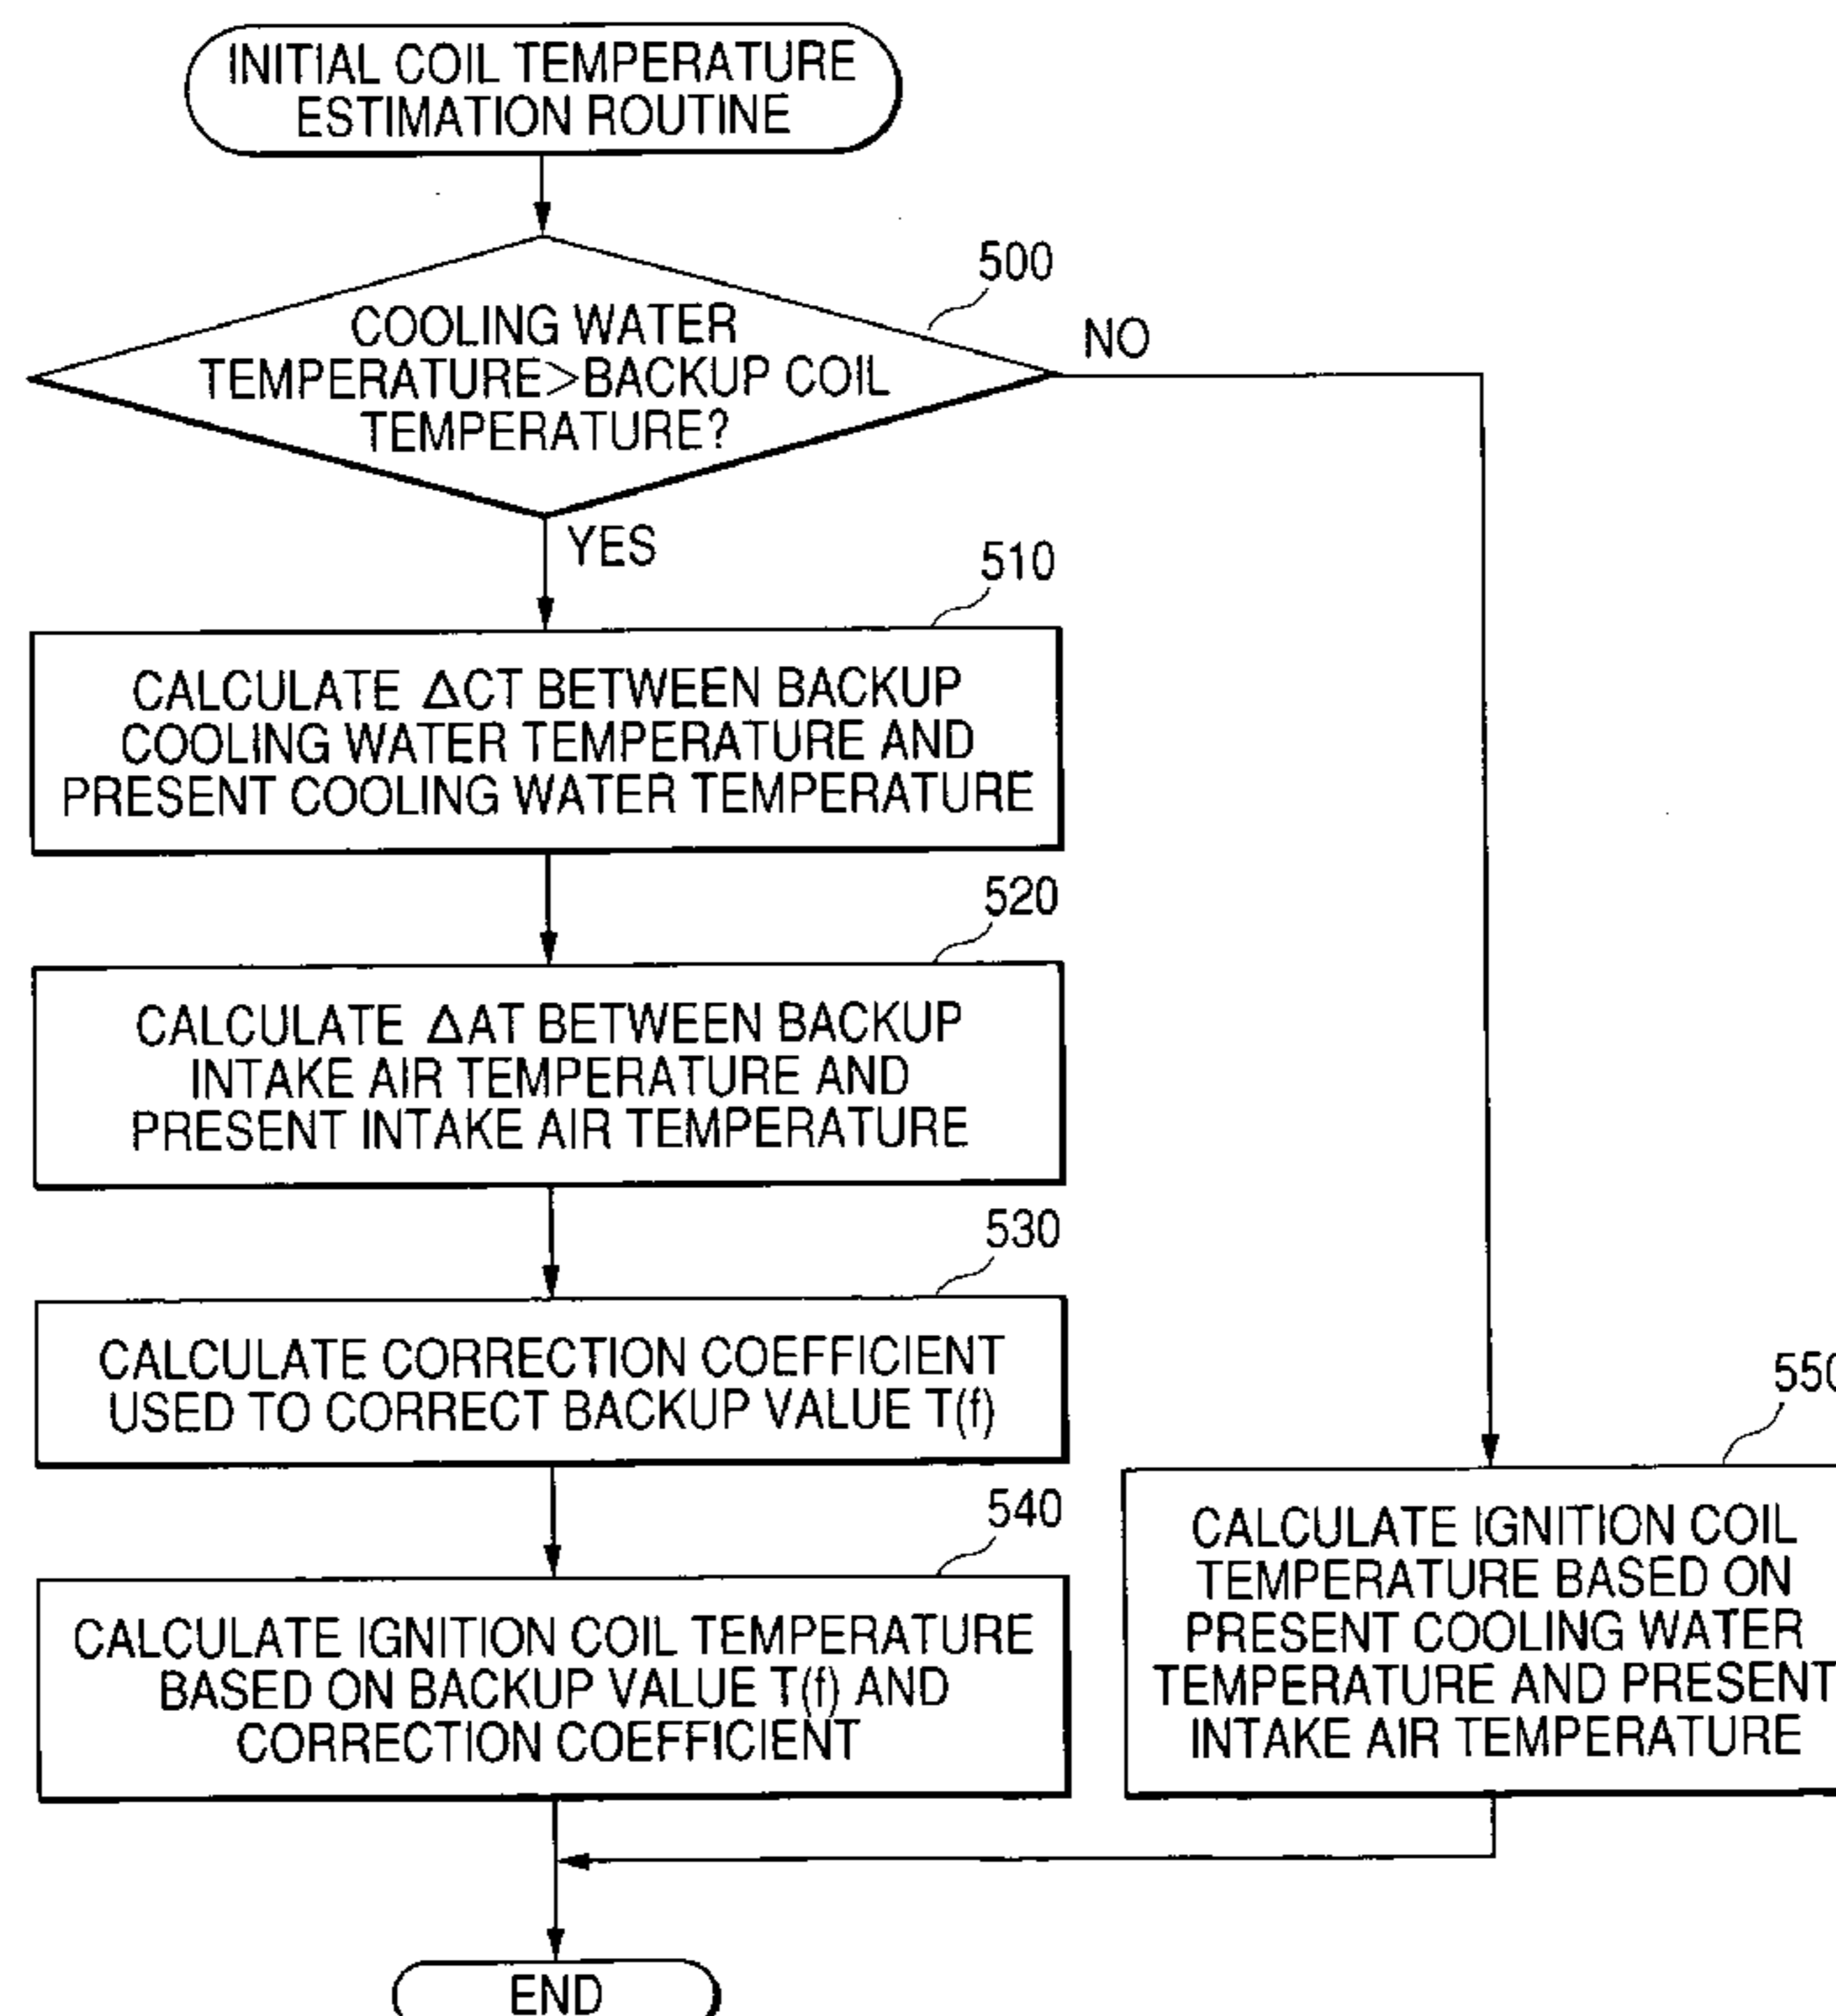 INITIAL COIL TEMPERATURE
ESTIMATION ROUTINE
500
COOLING WATER
TEMPERATURE>BACKUP COIL
TEMPERATURE?
NO
YES
510
CALCULATE ΔCT BETWEEN BACKUP
COOLING WATER TEMPERATURE AND
PRESENT COOLING WATER TEMPERATURE
520
CALCULATE ΔAT BETWEEN BACKUP
INTAKE AIR TEMPERATURE AND
PRESENT INTAKE AIR TEMPERATURE
530
CALCULATE CORRECTION COEFFICIENT
USED TO CORRECT BACKUP VALUE T(f)
540
CALCULATE IGNITION COIL TEMPERATURE
BASED ON BACKUP VALUE T(f) AND
CORRECTION COEFFICIENT
550
CALCULATE IGNITION COIL
TEMPERATURE BASED ON
PRESENT COOLING WATER
TEMPERATURE AND PRESENT
INTAKE AIR TEMPERATURE
END